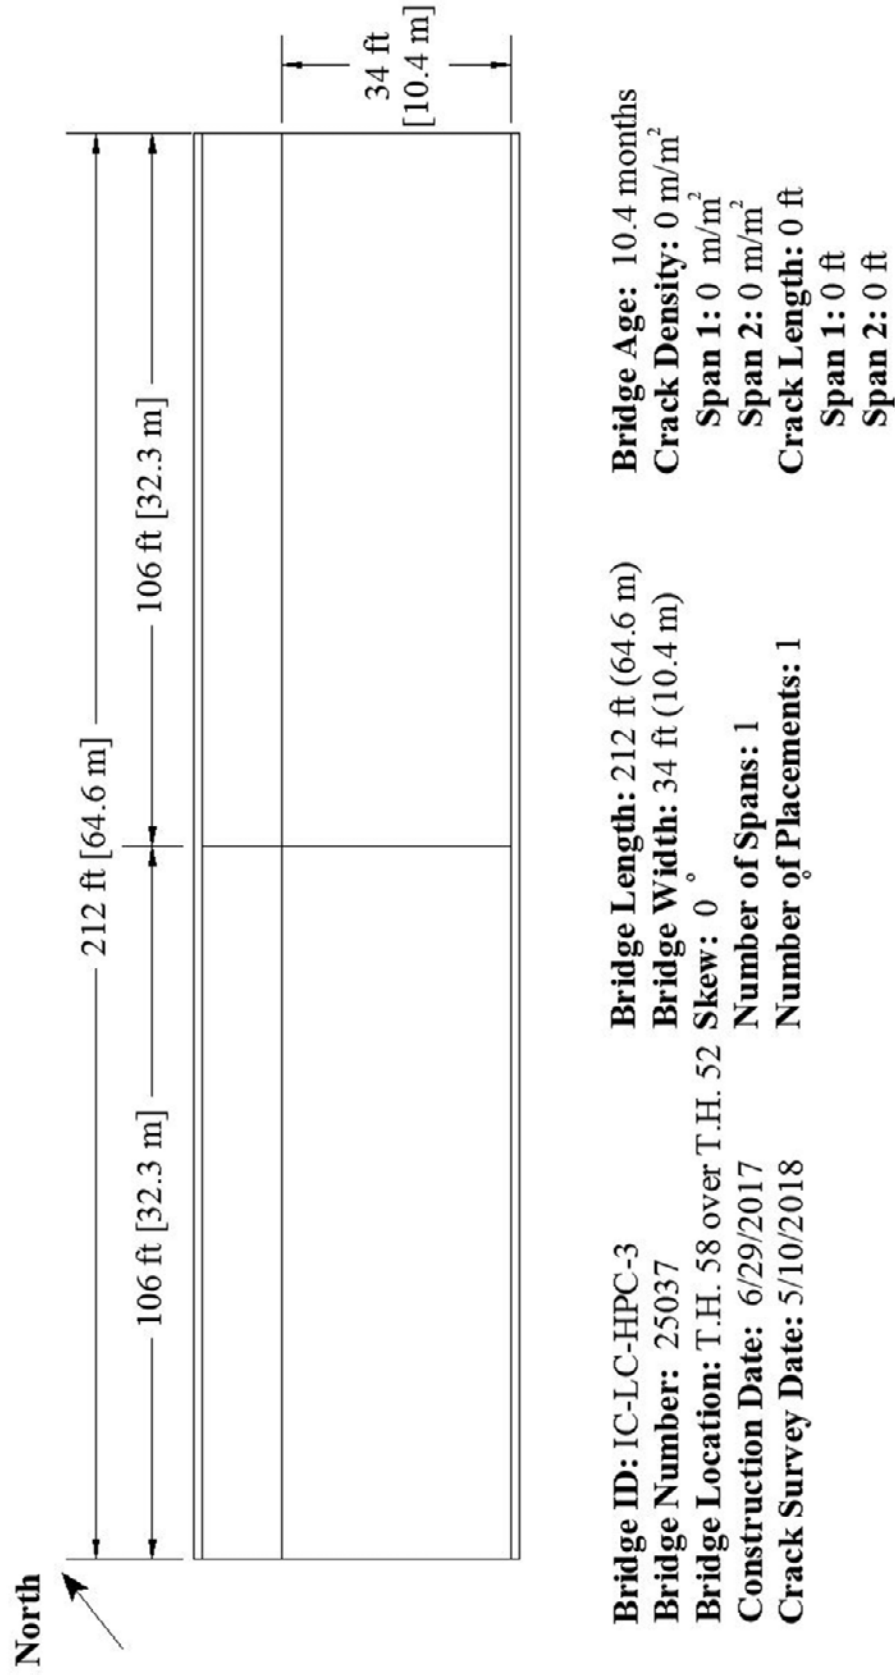 North
212 ft [64.6 m]
106 ft [32.3 m]
106 ft [32.3 m]
34 ft
[10.4 m]
Bridge ID: IC-LC-HPC-3
Bridge Number: 25037
Bridge Location: T.H. 58 over T.H. 52
Construction Date: 6/29/2017
Crack Survey Date: 5/10/2018
Bridge Length: 212 ft (64.6 m)
Bridge Width: 34 ft (10.4 m)
Skew: 0 °
Number of Spans: 1
Number of Placements: 1
Bridge Age: 10.4 months
Crack Density: 0 m/m²
Span 1: 0 m/m²
Span 2: 0 m/m²
Crack Length: 0 ft
Span 1: 0 ft
Span 2: 0 ft